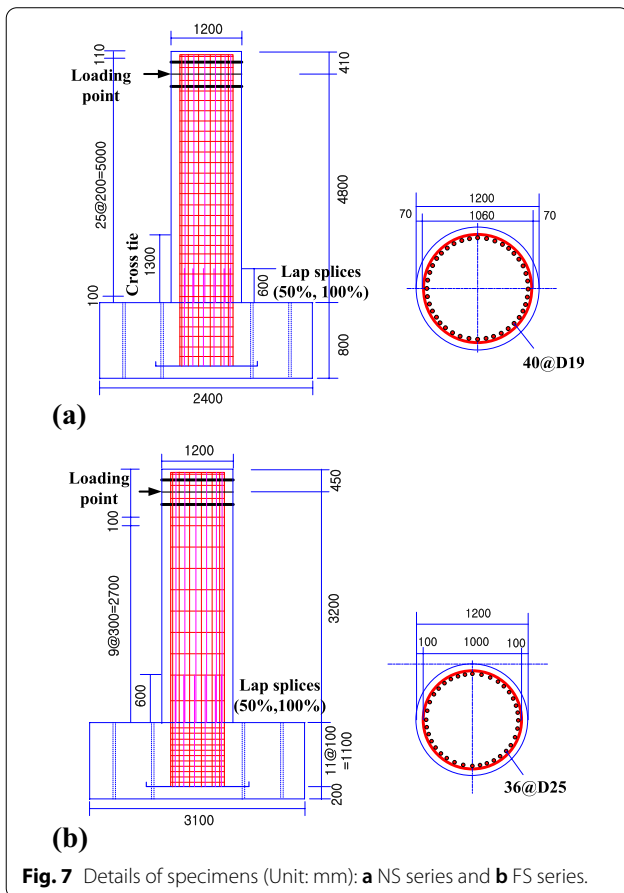 1200
110
410
Loading
point
25@200=5000
4800
Cross tie
1300
Lap splices
(50%, 100%)
600
100
800
2400
1200
70
1060
70
40@D19
(a)
1200
Loading
point
450
100
9@300=2700
3200
600
Lap splices
(50%,100%)
11@100
=1100
200
3100
1200
100
1000
100
36@D25
(b)
Fig. 7 Details of specimens (Unit: mm): a NS series and b FS series.